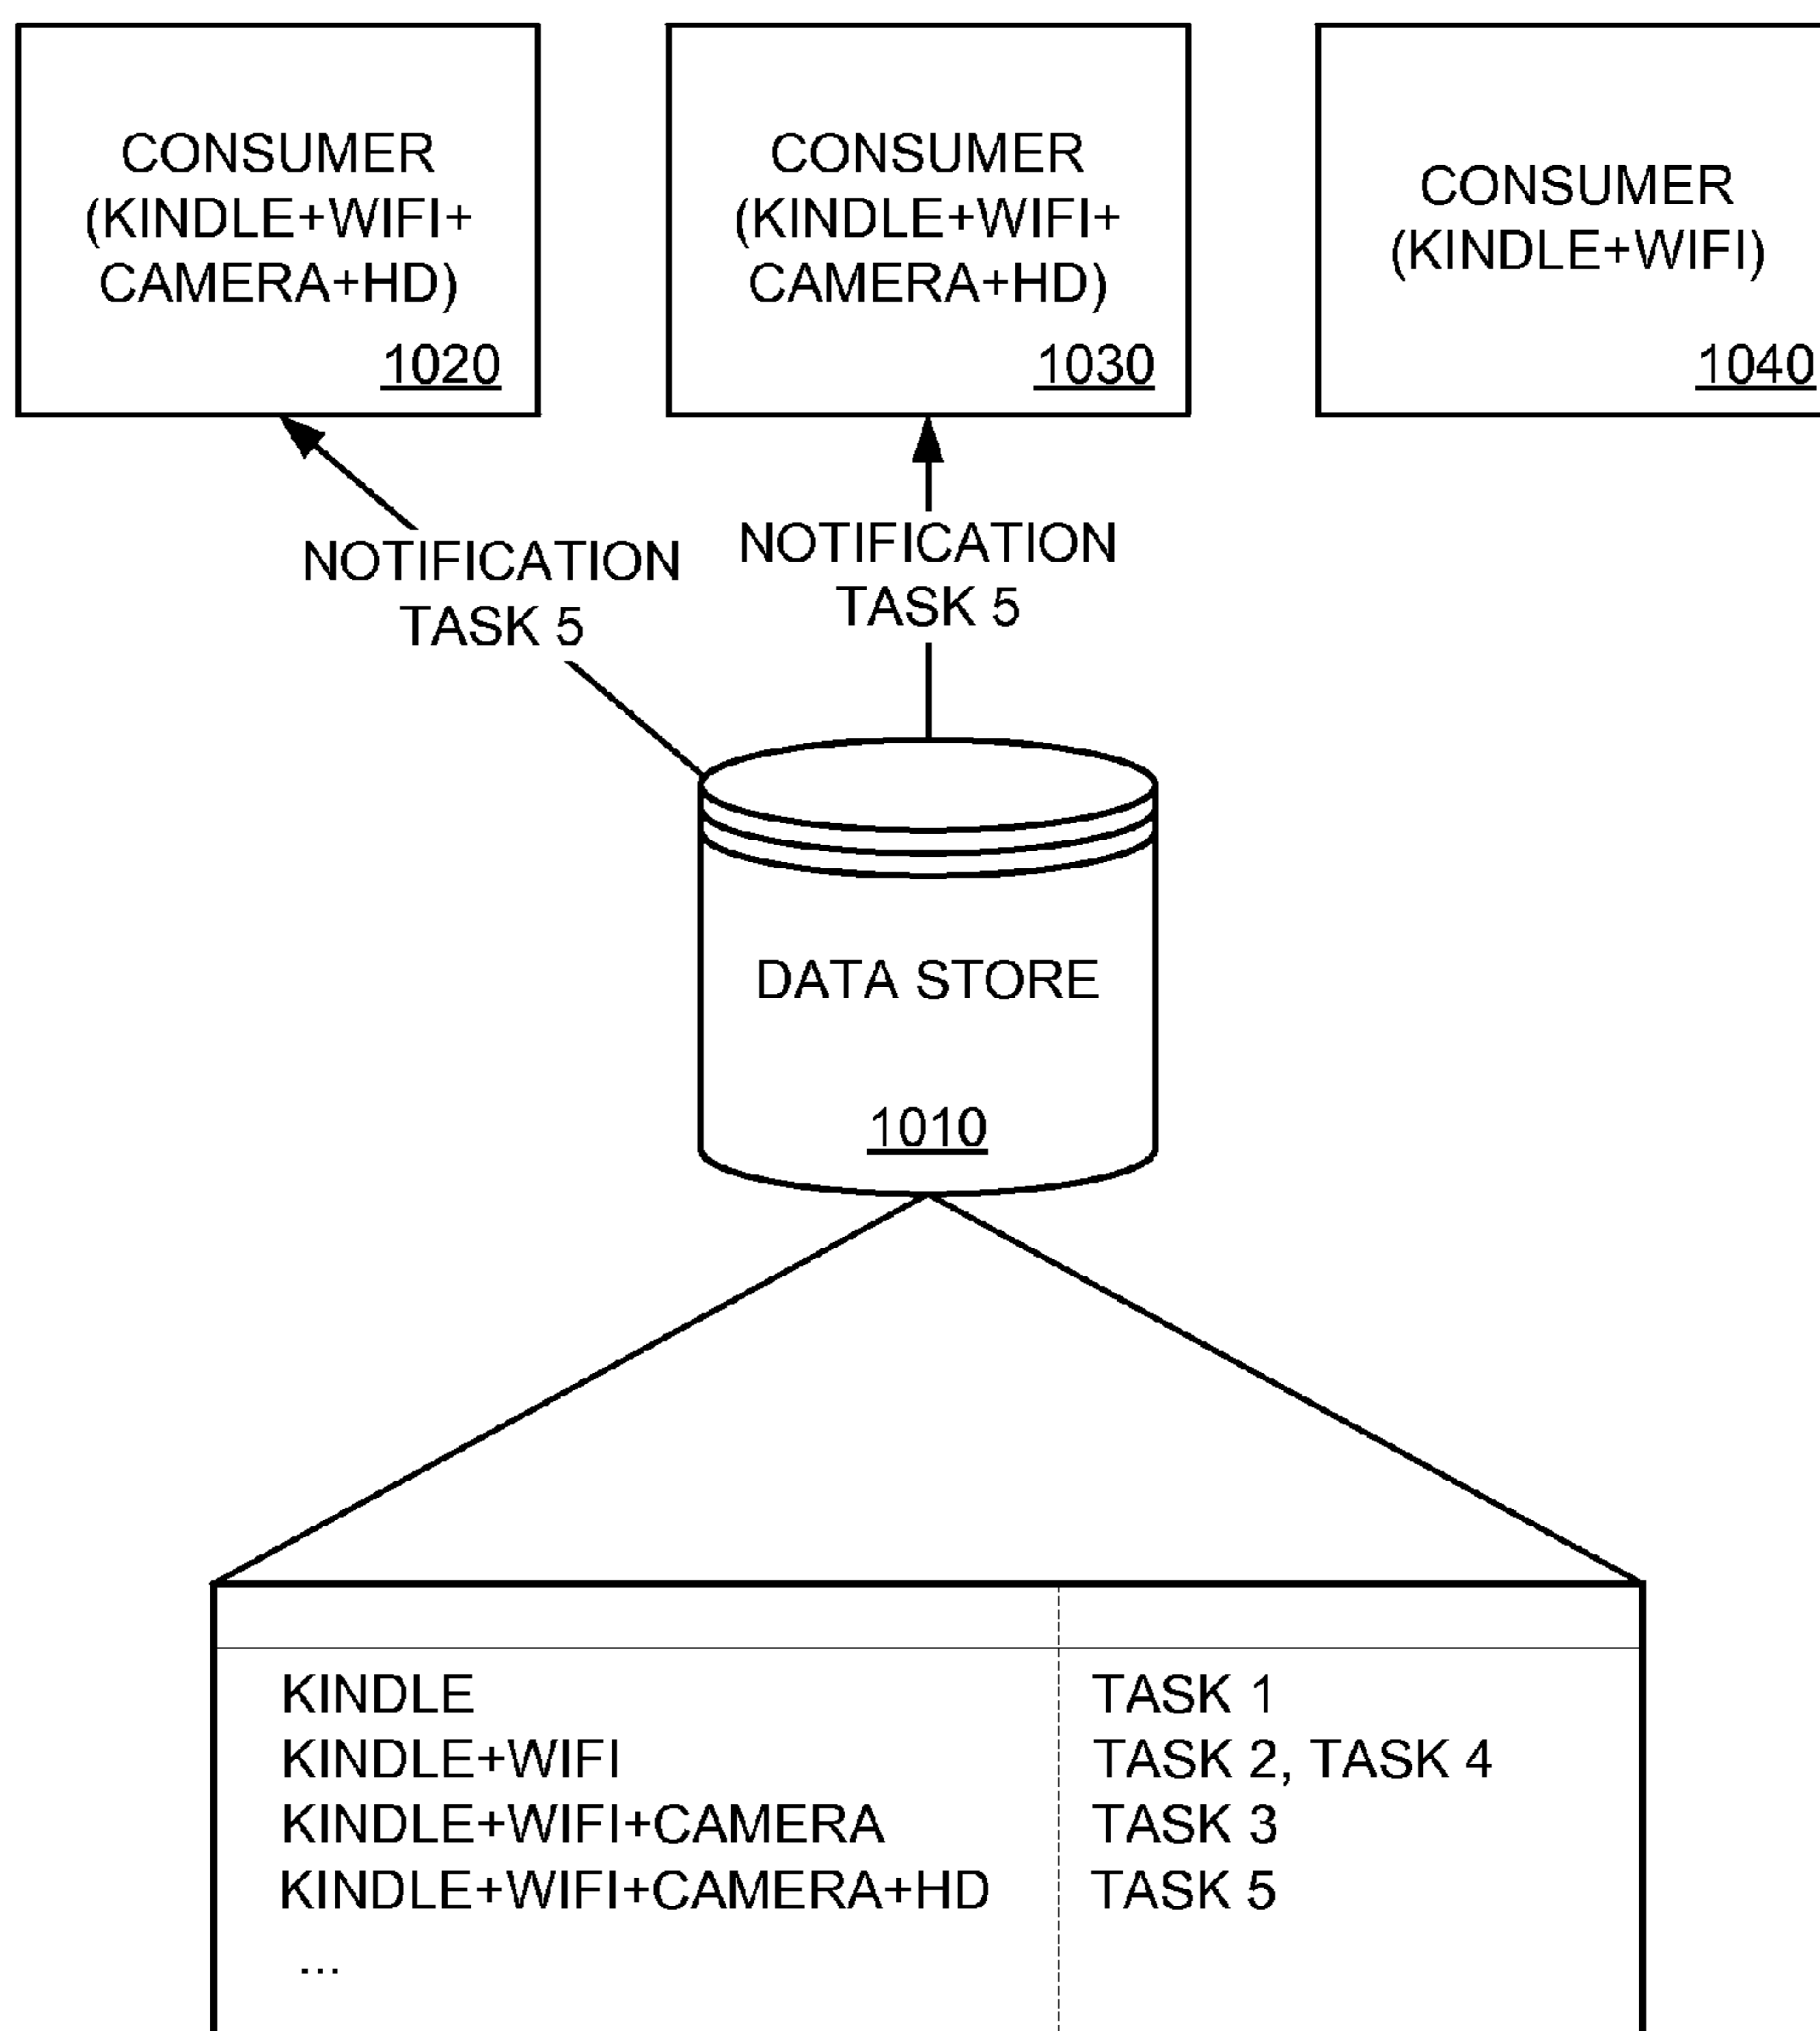 CONSUMER
(KINDLE+WIFI+
CAMERA+HD)
1020
CONSUMER
(KINDLE+WIFI+
CAMERA+HD)
1030
CONSUMER
(KINDLE+WIFI)
1040
NOTIFICATION
TASK 5
NOTIFICATION
TASK 5
DATA STORE
1010
KINDLE TASK 1
KINDLE+WIFI TASK 2, TASK 4
KINDLE+WIFI+CAMERA TASK 3
KINDLE+WIFI+CAMERA+HD TASK 5
...